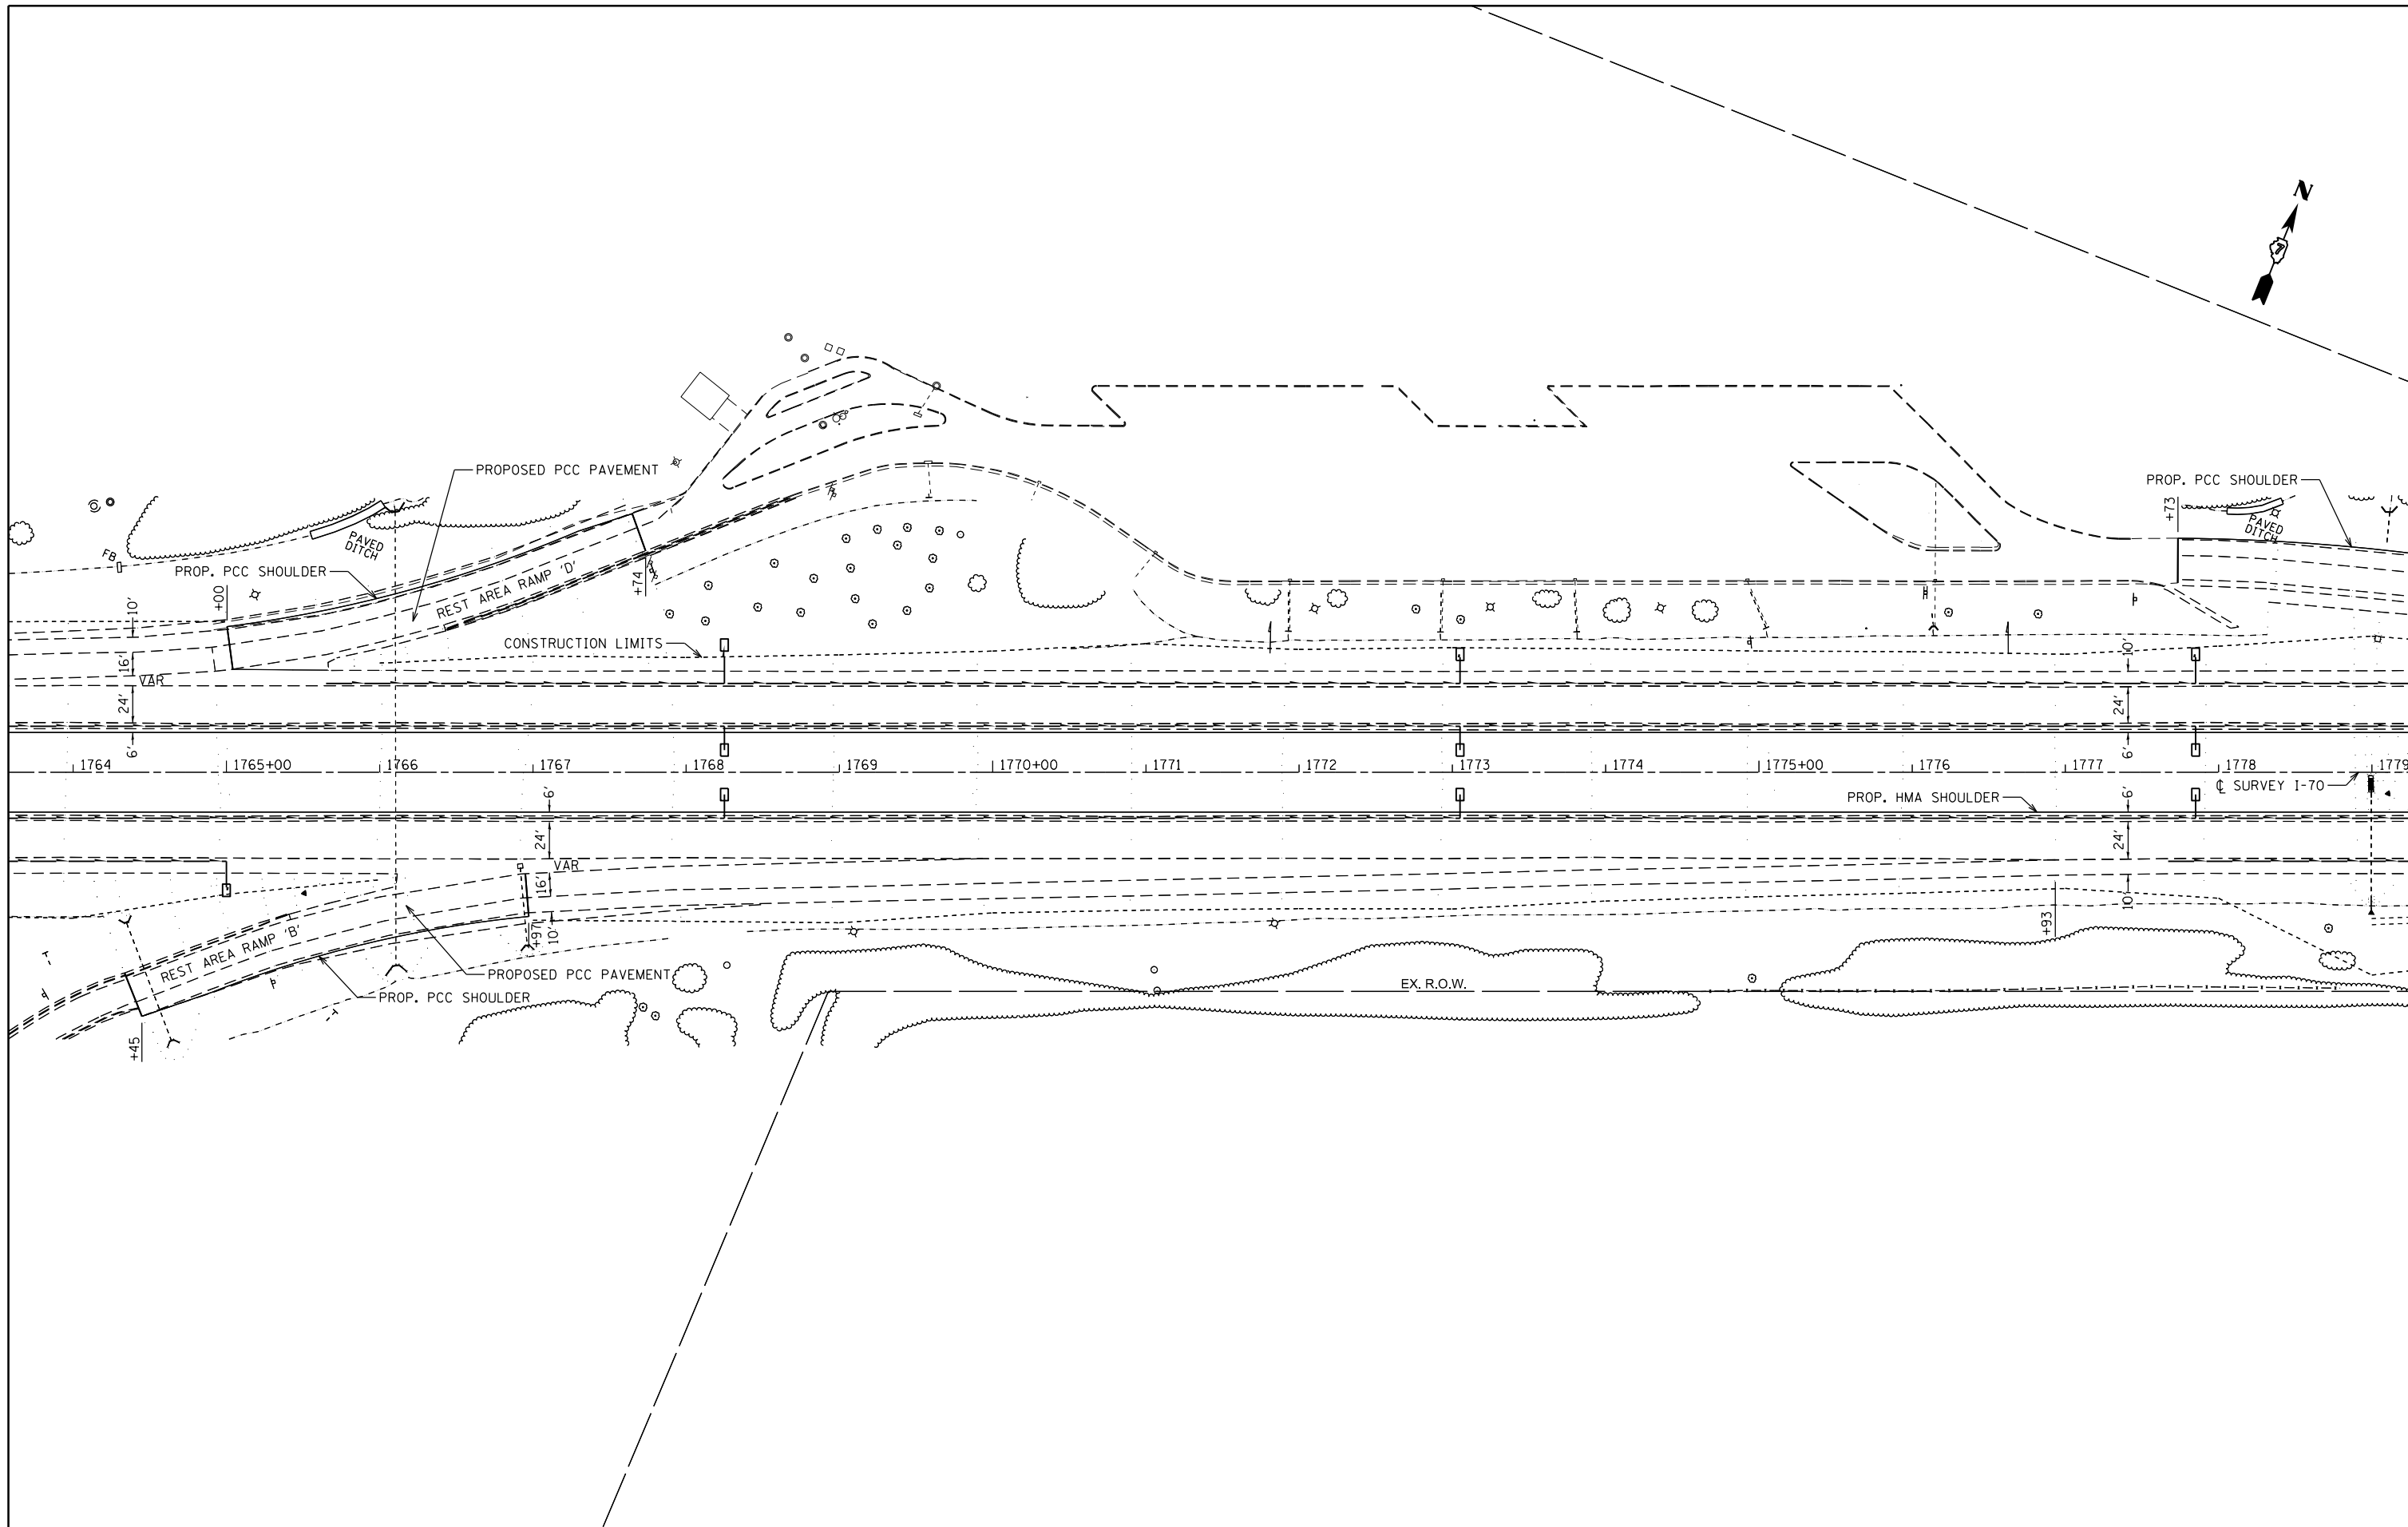 N
7
PROPOSED PCC PAVEMENT
PROP. PCC SHOULDER
+73
PAVED
DITCH
PAVED
DITCH
FB
PROP. PCC SHOULDER
REST AREA RAMP 'D'
+74
+00
10'
CONSTRUCTION LIMITS
16'
VAR
10'
24'
24'
6'
6'
1764
1765+00
1766
1767
1768
1769
1770+00
1771
1772
1773
1774
1775+00
1776
1777
1778
1779
℄ SURVEY I-70
6'
PROP. HMA SHOULDER
6'
24'
24'
VAR
16'
10'
+97
10'
+93
REST AREA RAMP 'B'
PROPOSED PCC PAVEMENT
PROP. PCC SHOULDER
EX. R.O.W.
+45